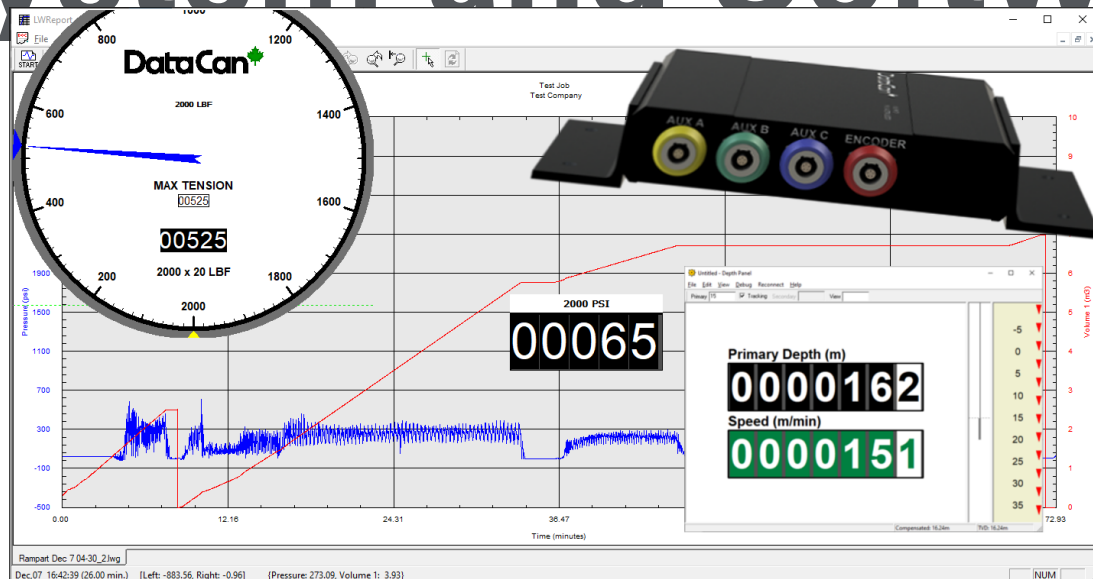 System and Softw
LWReport
File
START
1000
800
1200
DataCan
2000 LBF
600
1400
MAX TENSION
00525
400
1600
00525
2000 x 20 LBF
200
1800
2000
Test Job
Test Company
AUX A
AUX B
AUX C
ENCODER
10
9
6
5
4
3
2
1
0
Volume 1 (m3)
1900
1500
1100
700
300
-100
-500
Pressure (psi)
2000 PSI
00065
Untitled - Depth Panel
File Edit View Debug Reconnect Help
Primary 15 Tracking Secondary View
Primary Depth (m)
0000162
Speed (m/min)
0000151
-5
0
5
10
15
20
25
30
35
Compensated: 16.24m TVD: 16.24m
0.00
12.16
24.31
36.47
72.93
Time (minutes)
Rampart Dec 7 04-30_2.lwg
Dec,07 16:42:39 (26.00 min.) [Left: -883.56, Right: -0.96] {Pressure: 273.09, Volume 1: 3.93}
NUM